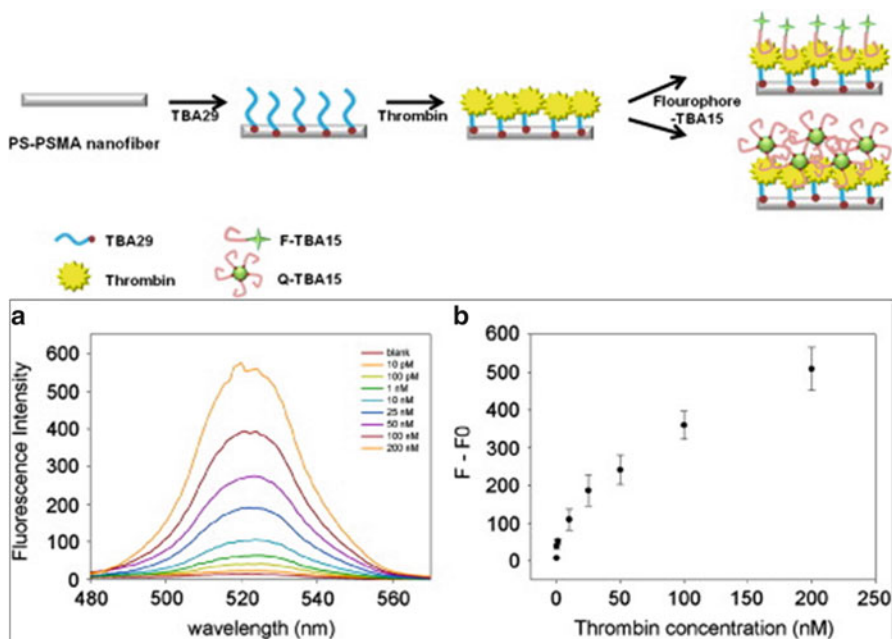 PS-PSMA nanofiber
TBA29
Thrombin
Flourophore
-TBA15
TBA29
F-TBA15
Thrombin
Q-TBA15
a
Fluorescence Intensity
600
500
400
300
200
100
0
480 500 520 540 560
wavelength (nm)
blank
10 pM
100 pM
1 nM
10 nM
25 nM
50 nM
100 nM
200 nM
b
F - F0
600
500
400
300
200
100
0
0 50 100 150 200 250
Thrombin concentration (nM)